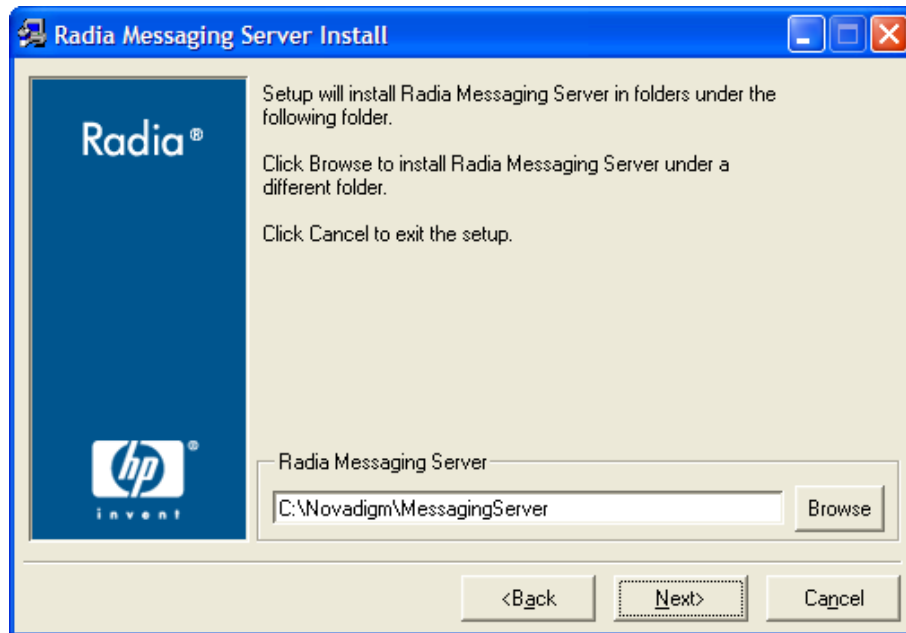 Radia Messaging Server Install
Radia®
Setup will install Radia Messaging Server in folders under the
following folder.
Click Browse to install Radia Messaging Server under a
different folder.
Click Cancel to exit the setup.
hp®
invent
Radia Messaging Server
C:\Novadigm\MessagingServer
Browse
<Back
Next>
Cancel